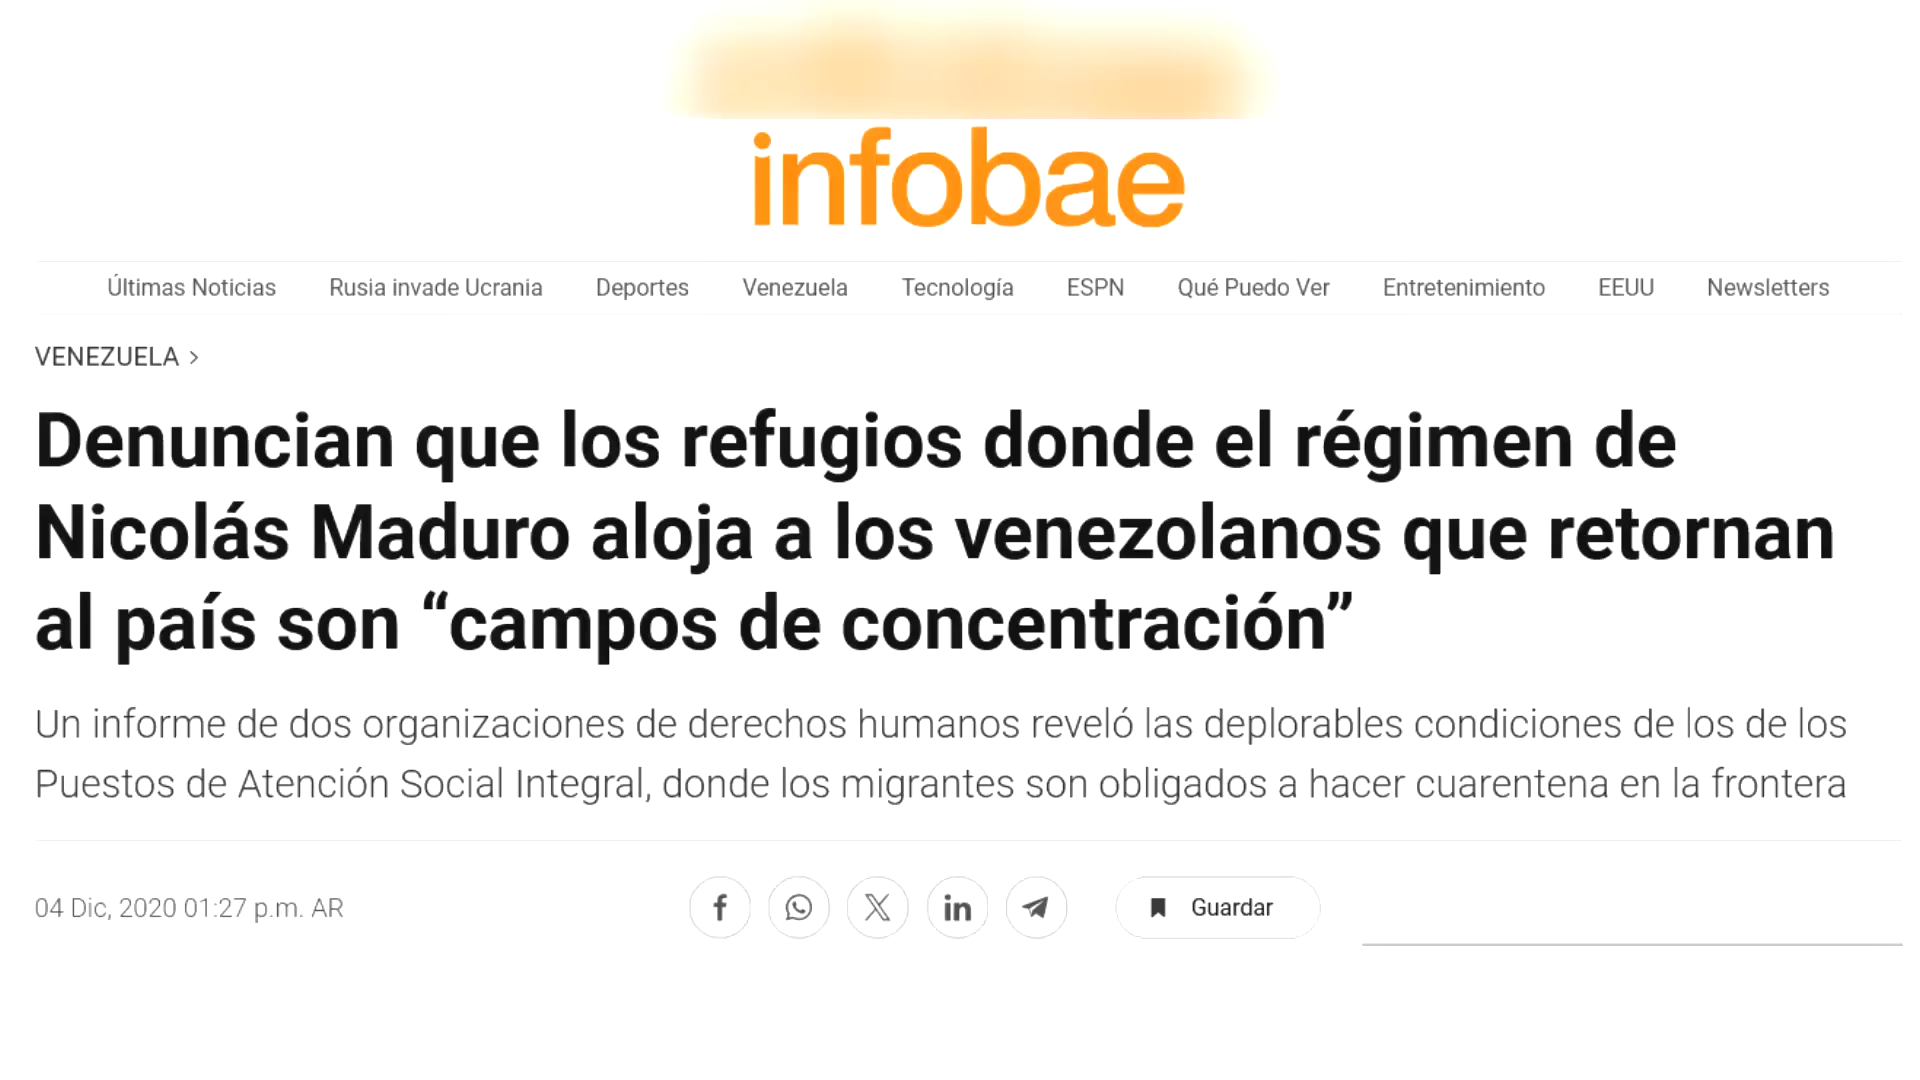 infobae
Últimas Noticias Rusia invade Ucrania Deportes Venezuela Tecnología ESPN Qué Puedo Ver Entretenimiento EEUU Newsletters
VENEZUELA >
Denuncian que los refugios donde el régimen de
Nicolás Maduro aloja a los venezolanos que retornan
al país son “campos de concentración”
Un informe de dos organizaciones de derechos humanos reveló las deplorables condiciones de los de los
Puestos de Atención Social Integral, donde los migrantes son obligados a hacer cuarentena en la frontera
04 Dic, 2020 01:27 p.m. AR
Guardar